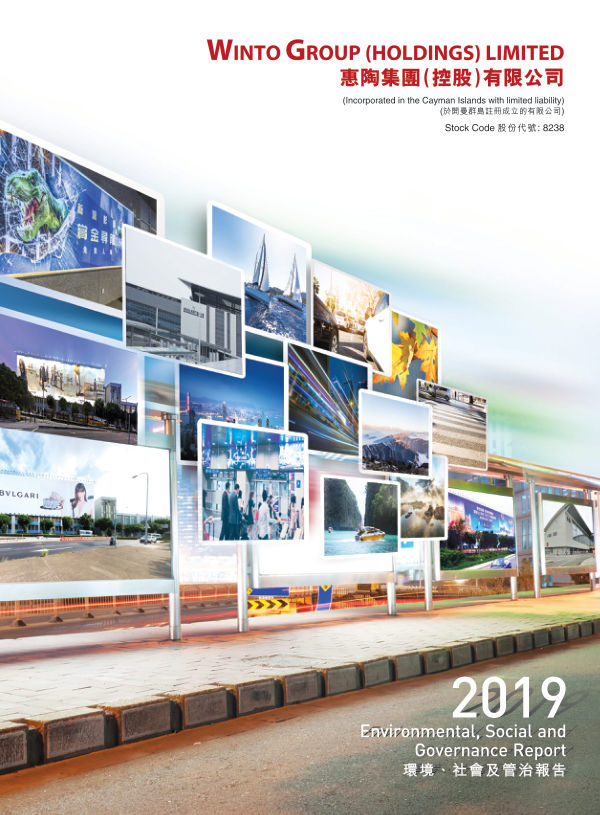 WINTO GROUP (HOLDINGS) LIMITED
惠陶集團(控股)有限公司
(Incorporated in the Cayman Islands with limited liability)
(於開曼群島註冊成立的有限公司)
Stock Code 股份代號: 8238
BVLGARI
2019
Environmental, Social and
Governance Report
環境、社會及管治報告